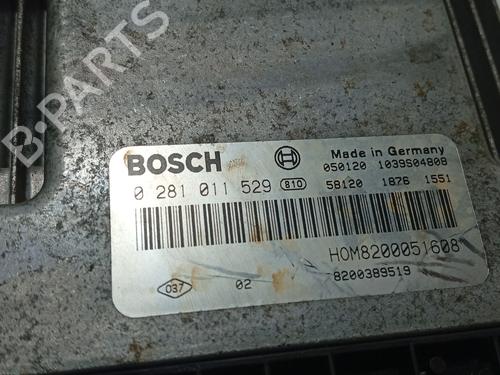 B-PARTS
BOSCH
Made in Germany
050120 1039S04808
0 281 011 529 810 58120 1876 1551
HOM8200051608
8200389519
037 02